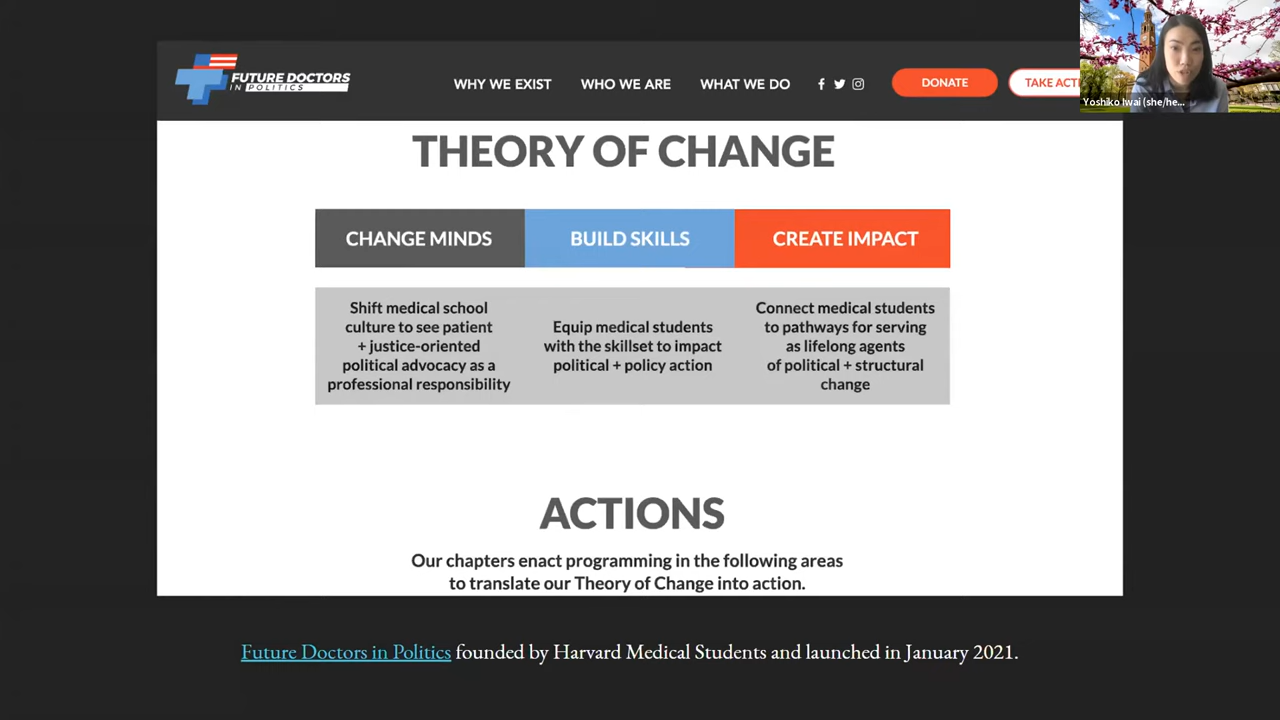 FUTURE DOCTORS
IN POLITICS
WHY WE EXIST
WHO WE ARE
WHAT WE DO
DONATE
TAKE ACTI
Yoshiko Iwai (she/he...
THEORY OF CHANGE
CHANGE MINDS
BUILD SKILLS
CREATE IMPACT
Shift medical school
culture to see patient
+ justice-oriented
political advocacy as a
professional responsibility
Equip medical students
with the skillset to impact
political + policy action
Connect medical students
to pathways for serving
as lifelong agents
of political + structural
change
ACTIONS
Our chapters enact programming in the following areas
to translate our Theory of Change into action.
Future Doctors in Politics founded by Harvard Medical Students and launched in January 2021.